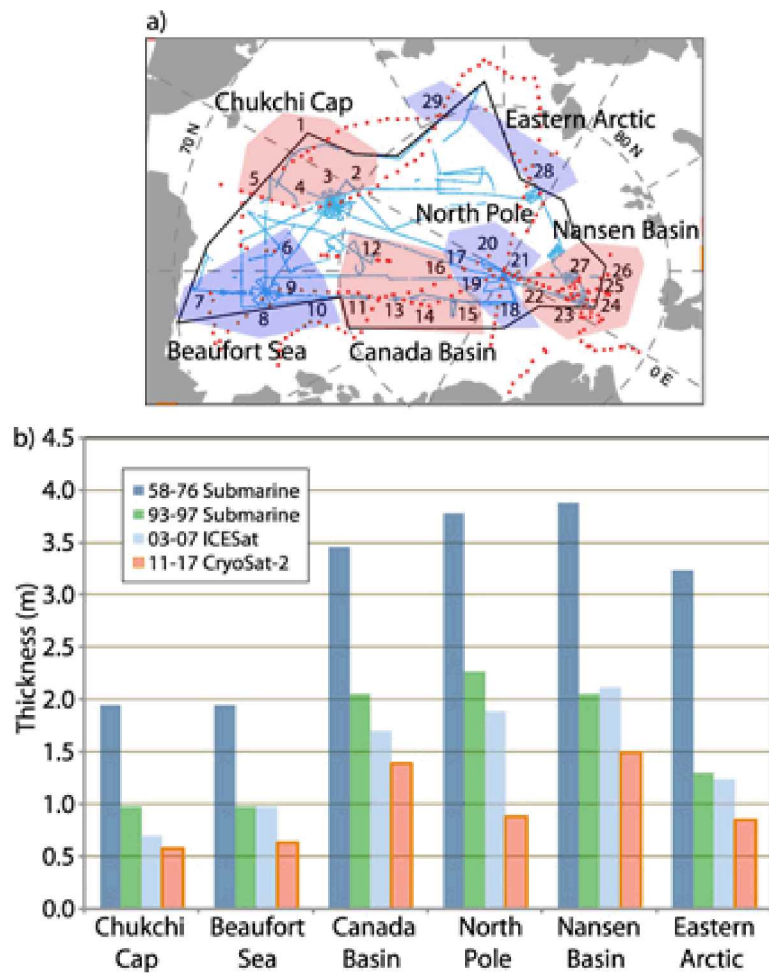 a)
Chukchi Cap
Eastern Arctic
North Pole
Nansen Basin
Beaufort Sea
Canada Basin
70 N
80 N
0 E
1
2
3
4
5
6
7
8
9
10
11
12
13
14
15
16
17
18
19
20
21
22
23
24
25
26
27
28
29
b)
Thickness (m)
4.5
4.0
3.5
3.0
2.5
2.0
1.5
1.0
0.5
0.0
58-76 Submarine
93-97 Submarine
03-07 ICESat
11-17 CryoSat-2
Chukchi
Cap
Beaufort
Sea
Canada
Basin
North
Pole
Nansen
Basin
Eastern
Arctic